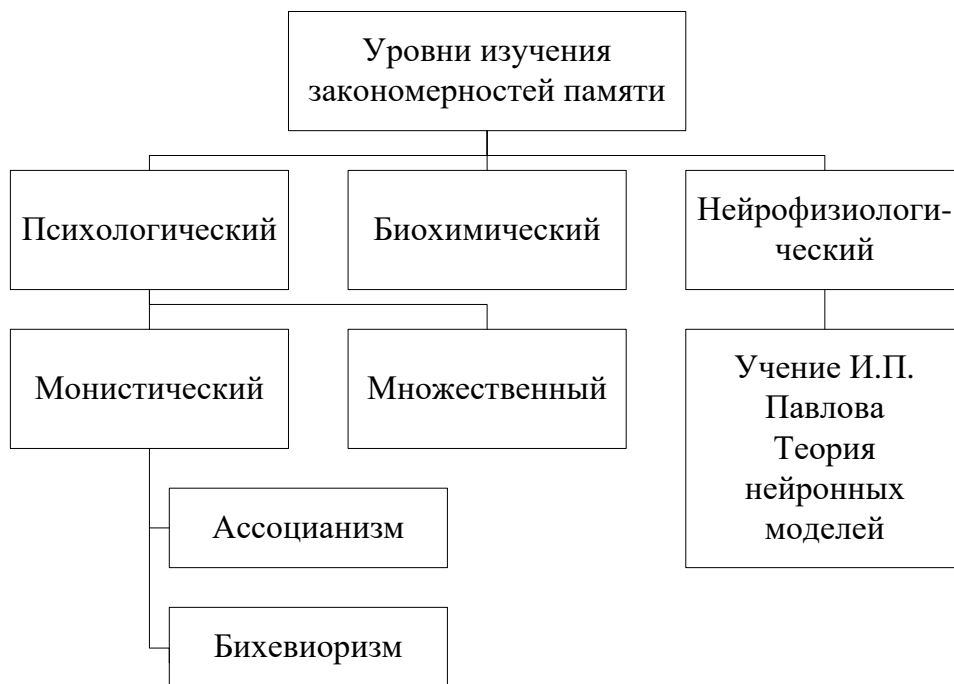 Уровни изучения
закономерностей памяти
Психологический
Биохимический
Нейрофизиологи-
ческий
Монистический
Множественный
Учение И.П.
Павлова
Теория
нейронных
моделей
Ассоцианизм
Бихевиоризм